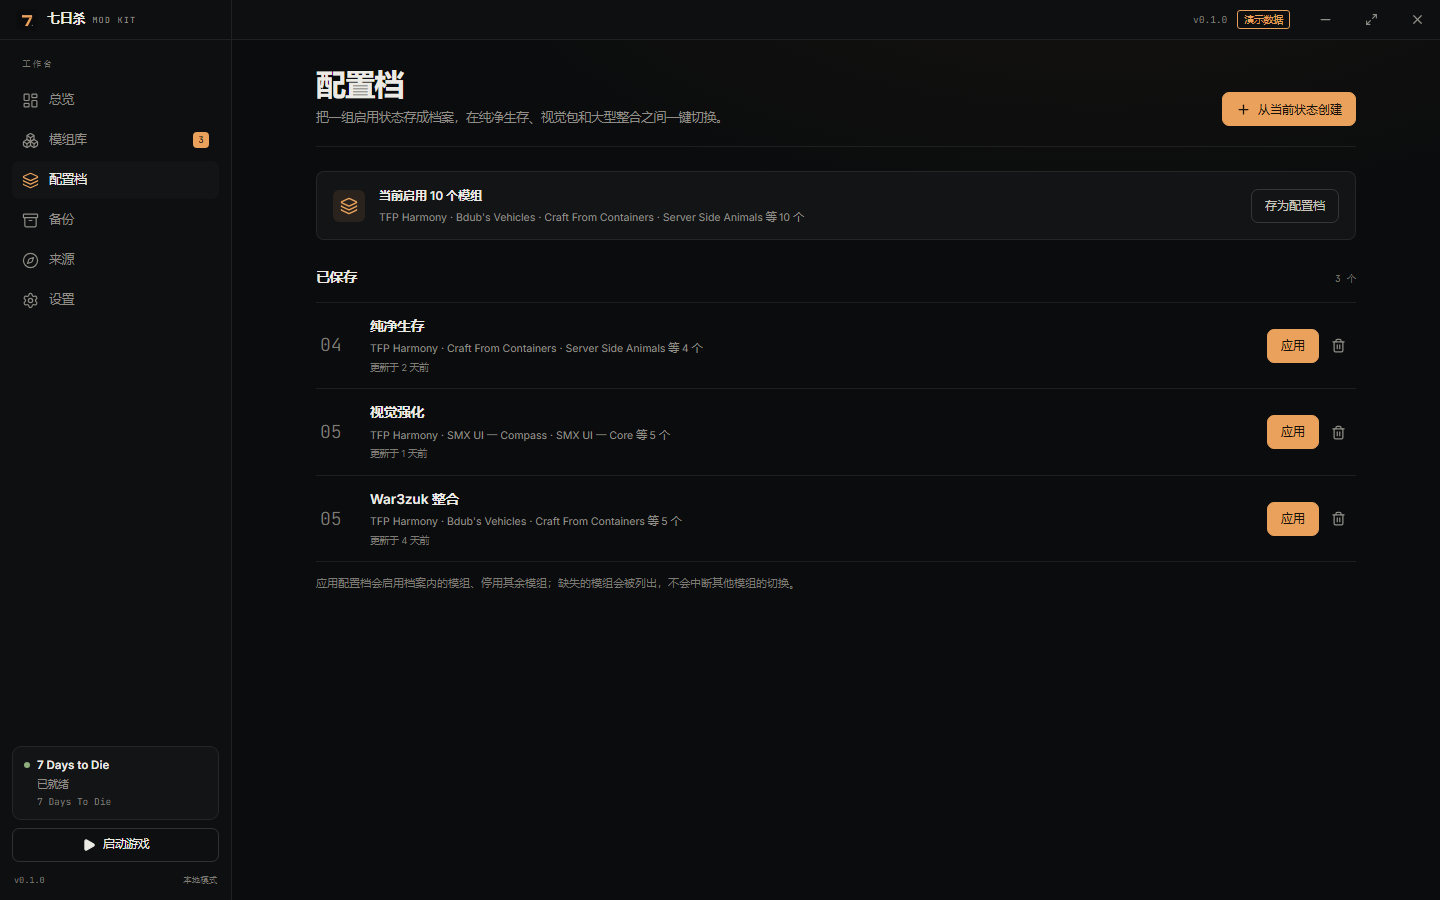 7 七日杀 MOD KIT
v0.1.0 演示数据
工作台
总览
模组库 3
配置档
备份
来源
设置
配置档
把一组启用状态存成档案，在纯净生存、视觉包和大型整合之间一键切换。
从当前状态创建
当前启用 10 个模组
TFP Harmony · Bdub's Vehicles · Craft From Containers · Server Side Animals 等 10 个
存为配置档
已保存
3 个
04
纯净生存
TFP Harmony · Craft From Containers · Server Side Animals 等 4 个
更新于 2 天前
应用
05
视觉强化
TFP Harmony · SMX UI — Compass · SMX UI — Core 等 5 个
更新于 1 天前
应用
05
War3zuk 整合
TFP Harmony · Bdub's Vehicles · Craft From Containers 等 5 个
更新于 4 天前
应用
应用配置档会启用档案内的模组、停用其余模组；缺失的模组会被列出，不会中断其他模组的切换。
7 Days to Die
已就绪
7 Days To Die
启动游戏
v0.1.0 本地模式